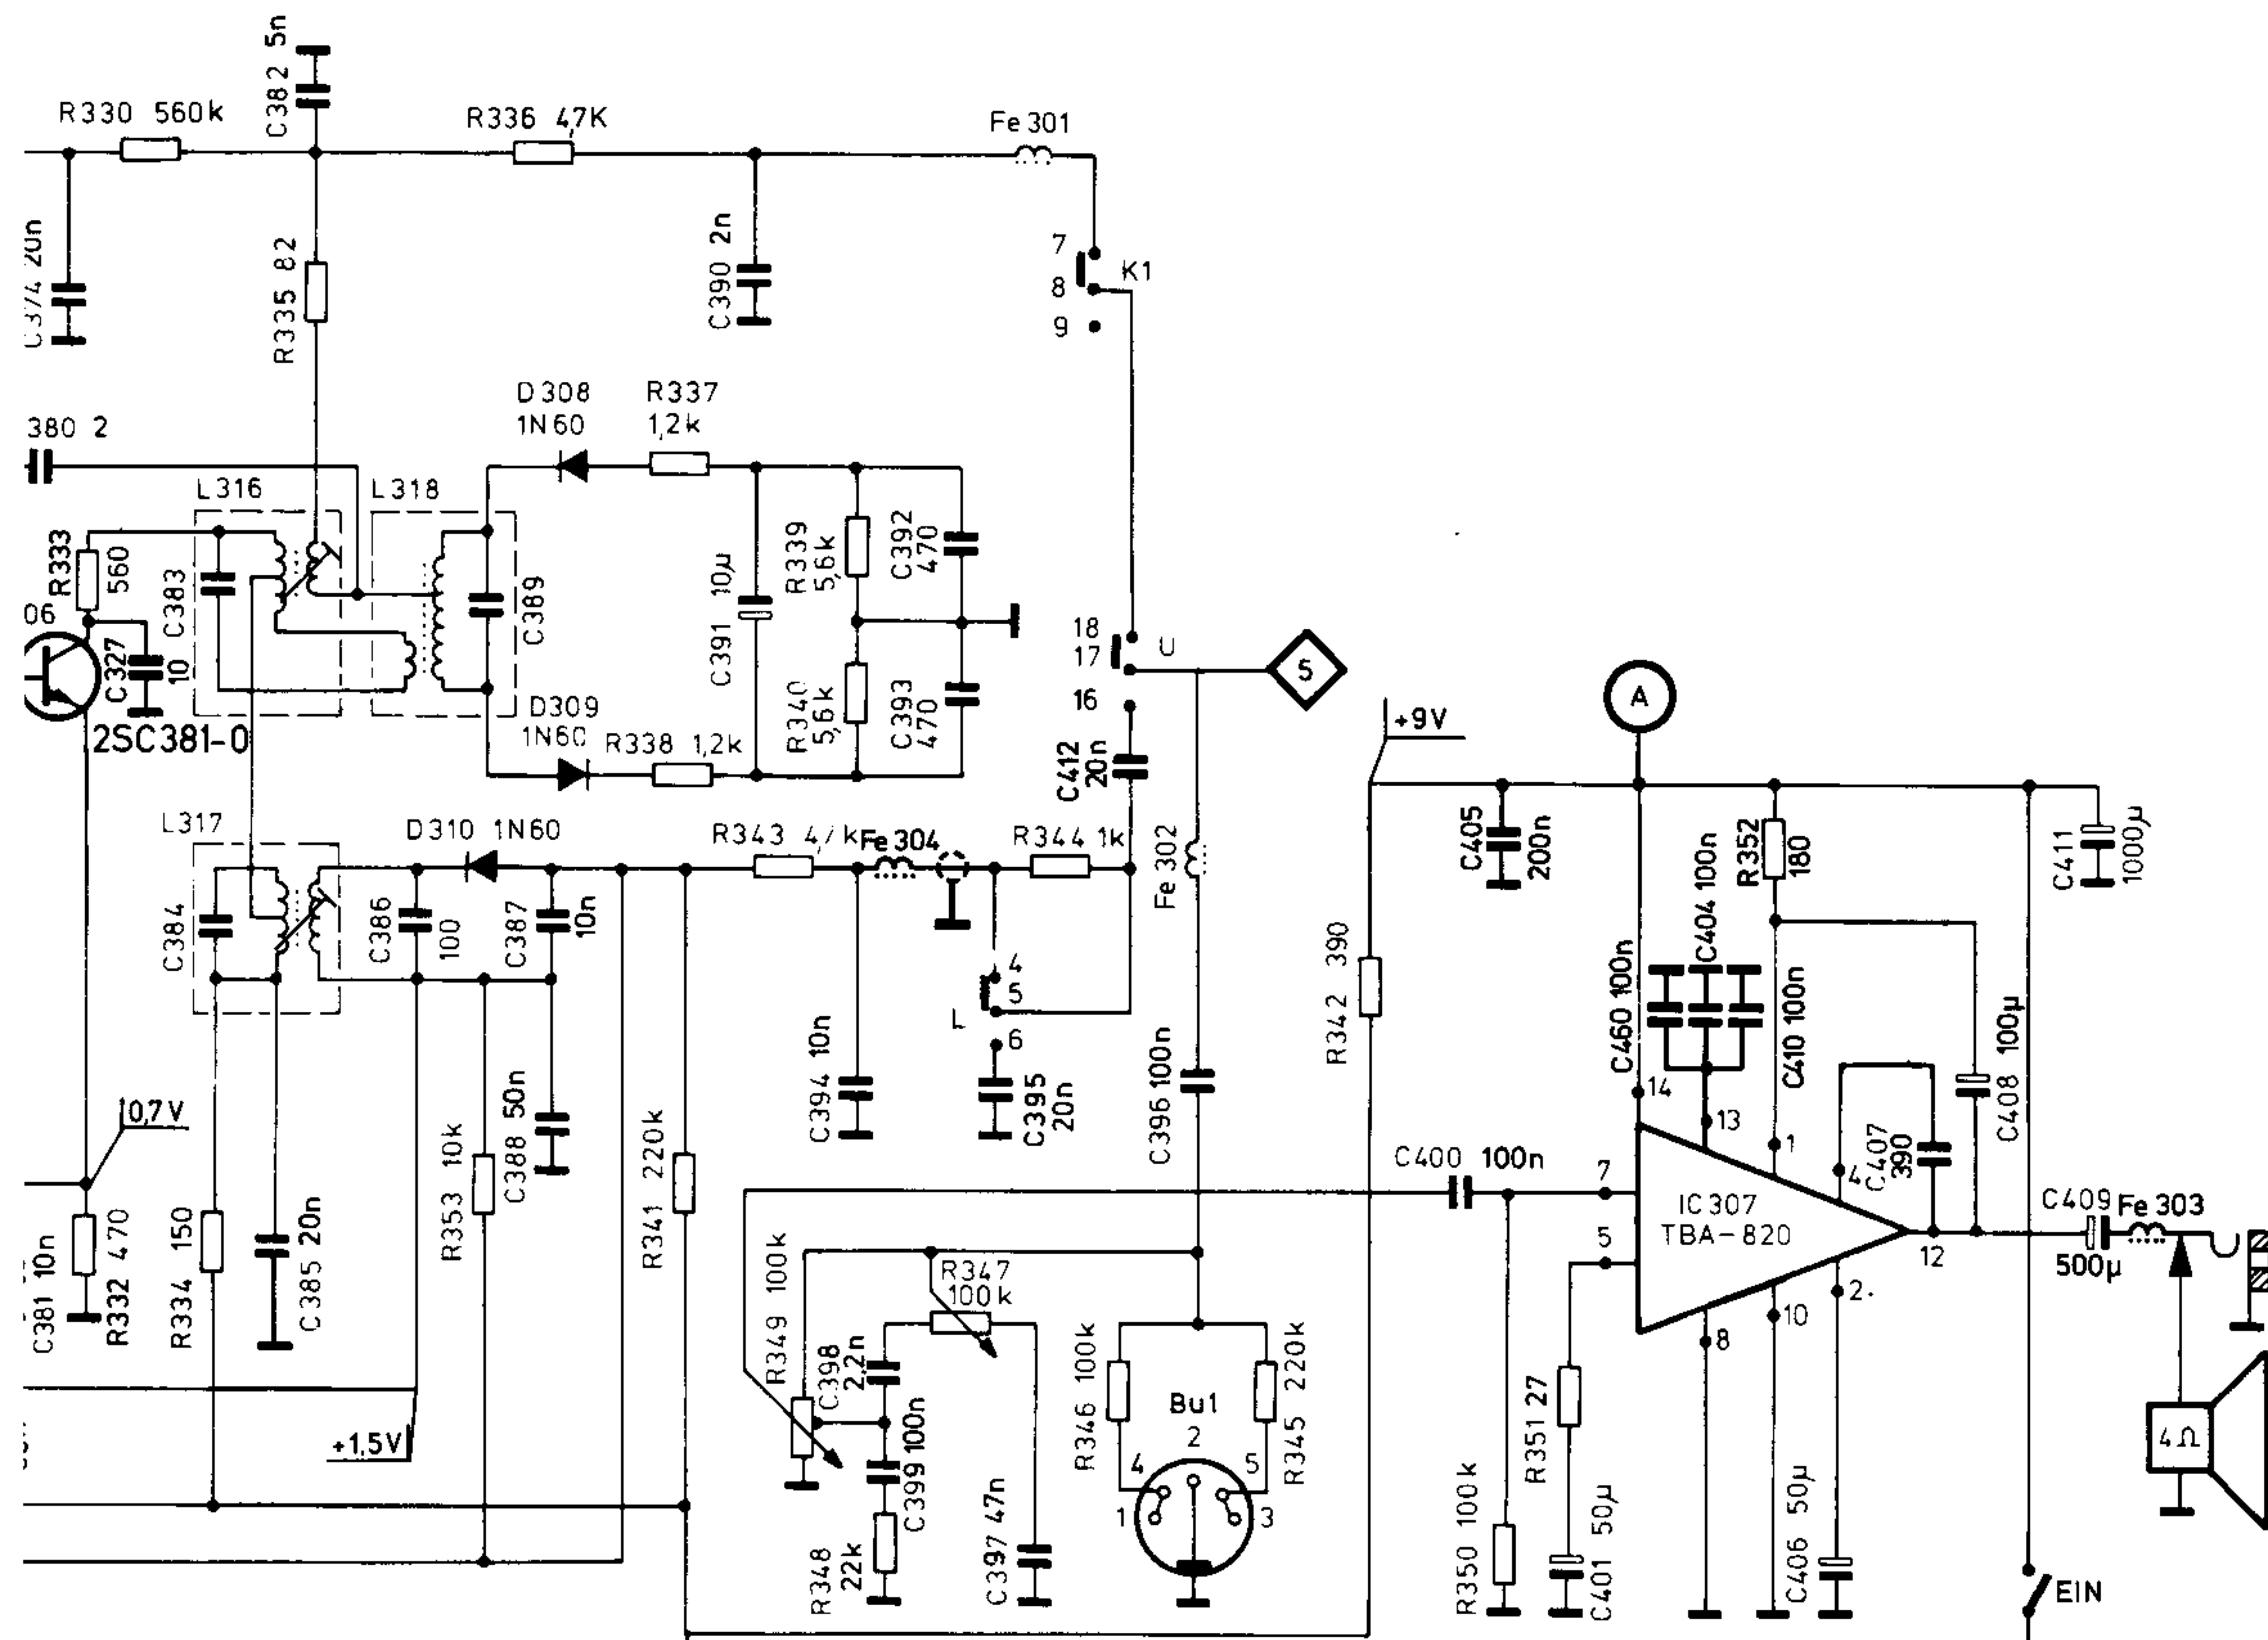 C382 5n
R330 560k
R336 4,7K
Fe 301
20n
R335 82
C390 2n
7
8
9
K1
D308
1N60
R337
1,2k
380 2
L316
L318
R333
560
C383
C389
C391 10µ
R339
5,6k
C392
470
06
C327
10
18
17
16
U
5
A
2SC381-0
D309
1N60
R338 1,2k
R340
5,6k
C393
470
+9V
C412
20n
L317
D310 1N60
R343
Fe 304
R344 1k
Fe 302
C405
200n
C404 100n
R352
180
C411
1000µ
C384
C386
100
C387
10n
4
5
6
L
R342 390
C460 100n
C410 100n
C408 100µ
C394 10n
C395
20n
C396 100n
14
13
1
4
C407
390
0,7V
R353 10k
C388 50n
R341 220k
C400 100n
7
5
IC307
TBA-820
12
C409
500µ
Fe 303
C381 10n
R332 470
R334 150
C385 20n
R349 100k
R347
100k
8
10
2.
C398
2,2n
R346 100k
R345 220k
Bu1
2
4
5
1
3
+1,5V
C399 100n
R348
22k
C397 47n
R350 100k
R351 27
C401 50µ
C406 50µ
4Ω
EIN